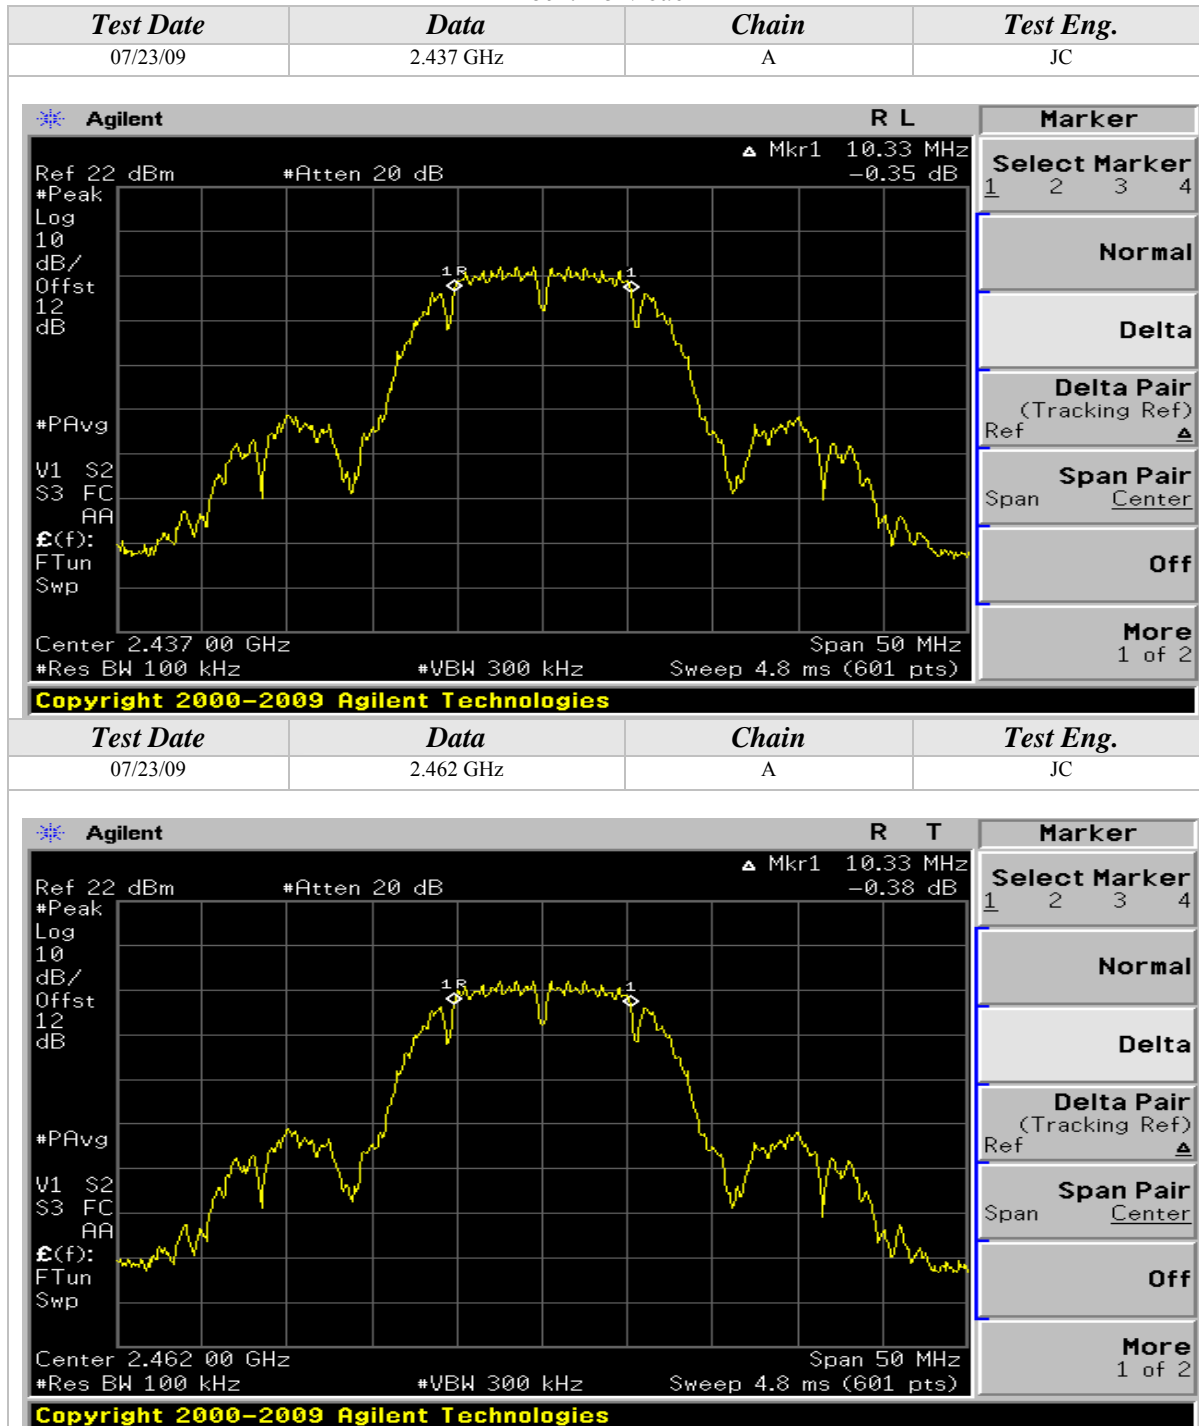 Test Date Data Chain Test Eng.
07/23/09 2.437 GHz A JC
Agilent R L Marker
Δ Mkr1 10.33 MHz
Ref 22 dBm #Atten 20 dB -0.35 dB
#Peak
Log
10
dB/
Offst
12
dB
#PAvg
V1 S2
S3 FC
AA
£(f):
FTun
Swp
1R
1
Center 2.437 00 GHz Span 50 MHz
#Res BW 100 kHz #VBW 300 kHz Sweep 4.8 ms (601 pts)
Select Marker
1 2 3 4
Normal
Delta
Delta Pair
(Tracking Ref)
Ref Δ
Span Pair
Span Center
Off
More
1 of 2
Copyright 2000-2009 Agilent Technologies
Test Date Data Chain Test Eng.
07/23/09 2.462 GHz A JC
Agilent R T Marker
Δ Mkr1 10.33 MHz
Ref 22 dBm #Atten 20 dB -0.38 dB
#Peak
Log
10
dB/
Offst
12
dB
#PAvg
V1 S2
S3 FC
AA
£(f):
FTun
Swp
1R
1
Center 2.462 00 GHz Span 50 MHz
#Res BW 100 kHz #VBW 300 kHz Sweep 4.8 ms (601 pts)
Select Marker
1 2 3 4
Normal
Delta
Delta Pair
(Tracking Ref)
Ref Δ
Span Pair
Span Center
Off
More
1 of 2
Copyright 2000-2009 Agilent Technologies